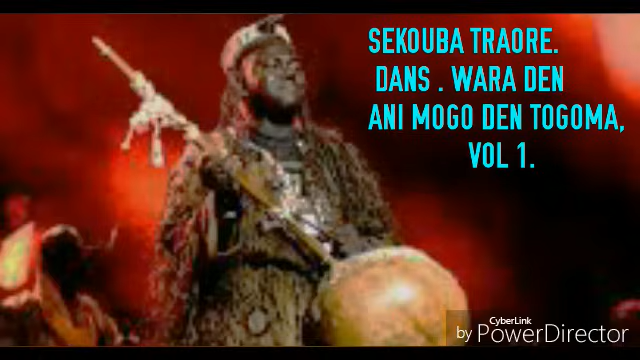 SEKOUBA TRAORE.
DANS . WARA DEN
ANI MOGO DEN TOGOMA,
VOL 1.
CyberLink
by PowerDirector